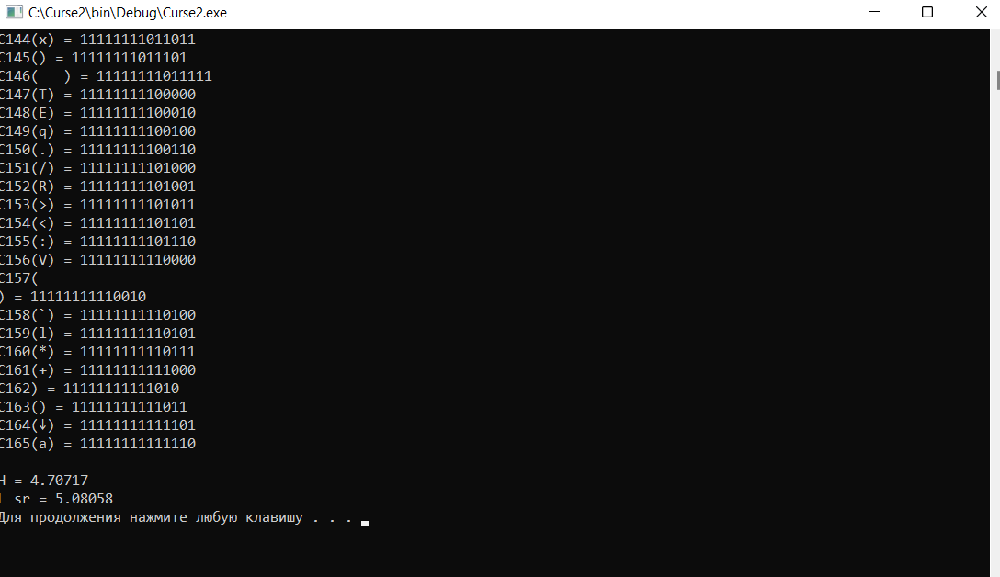 C:\Curse2\bin\Debug\Curse2.exe
C144(x) = 11111111011011
C145() = 11111111011101
C146(   ) = 11111111011111
C147(T) = 11111111100000
C148(E) = 11111111100010
C149(q) = 11111111100100
C150(.) = 11111111100110
C151(/) = 11111111101000
C152(R) = 11111111101001
C153(>) = 11111111101011
C154(<) = 11111111101101
C155(:) = 11111111101110
C156(V) = 11111111110000
C157(
) = 11111111110010
C158(`) = 11111111110100
C159(l) = 11111111110101
C160(*) = 11111111110111
C161(+) = 11111111111000
C162) = 11111111111010
C163() = 11111111111011
C164(↓) = 11111111111101
C165(a) = 11111111111110
H = 4.70717
L sr = 5.08058
Для продолжения нажмите любую клавишу . . .